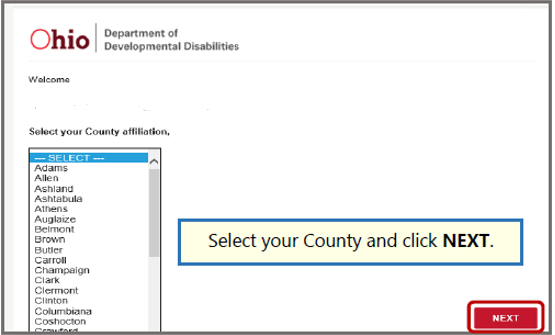 Ohio
Department of
Developmental Disabilities
Welcome
Select your County affiliation,
--- SELECT ---
Adams
Allen
Ashland
Ashtabula
Athens
Auglaize
Belmont
Brown
Butler
Carroll
Champaign
Clark
Clermont
Clinton
Columbiana
Coshocton
Crawford
Select your County and click NEXT.
NEXT